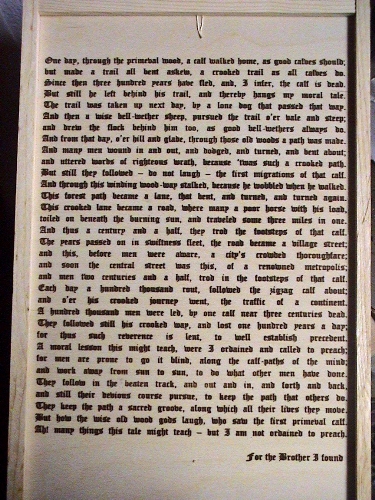 One day, through the primeval wood, a calf walked home, as good calves should;
but made a trail all bent askew, a crooked trail as all calves do.
Since then three hundred years have fled, and, I infer, the calf is dead.
But still he left behind his trail, and thereby hangs my moral tale.
The trail was taken up next day, by a lone dog that passed that way.
And then a wise bell-wether sheep, pursued the trail o'er vale and steep;
and drew the flock behind him too, as good bell-wethers always do.
And from that day, o'er hill and glade, through those old woods a path was made.
And many men wound in and out, and dodged, and turned, and bent about;
and uttered words of righteous wrath, because 'twas such a crooked path.
But still they followed - do not laugh - the first migrations of that calf.
And through this winding wood-way stalked, because he wobbled when he walked.
This forest path became a lane, that bent, and turned, and turned again.
This crooked lane became a road, where many a poor horse with his load,
toiled on beneath the burning sun, and traveled some three miles in one.
And thus a century and a half, they trod the footsteps of that calf.
The years passed on in swiftness fleet, the road became a village street;
and this, before men were aware, a city's crowded thoroughfare;
and soon the central street was this, of a renowned metropolis;
and men two centuries and a half, trod in the footsteps of that calf.
Each day a hundred thousand rout, followed the zigzag calf about;
and o'er his crooked journey went, the traffic of a continent.
A hundred thousand men were led, by one calf near three centuries dead.
They followed still his crooked way, and lost one hundred years a day;
for thus such reverence is lent, to well establish precedent.
A moral lesson this might teach, were I ordained and called to preach;
for men are prone to go it blind, along the calf-paths of the mind;
and work away from sun to sun, to do what other men have done.
They follow in the beaten track, and out and in, and forth and back,
and still their devious course pursue, to keep the path that others do.
They keep the path a sacred groove, along which all their lives they move.
But how the wise old wood gods laugh, who saw the first primeval calf.
Ah! many things this tale might teach - but I am not ordained to preach.
For the Brother I found